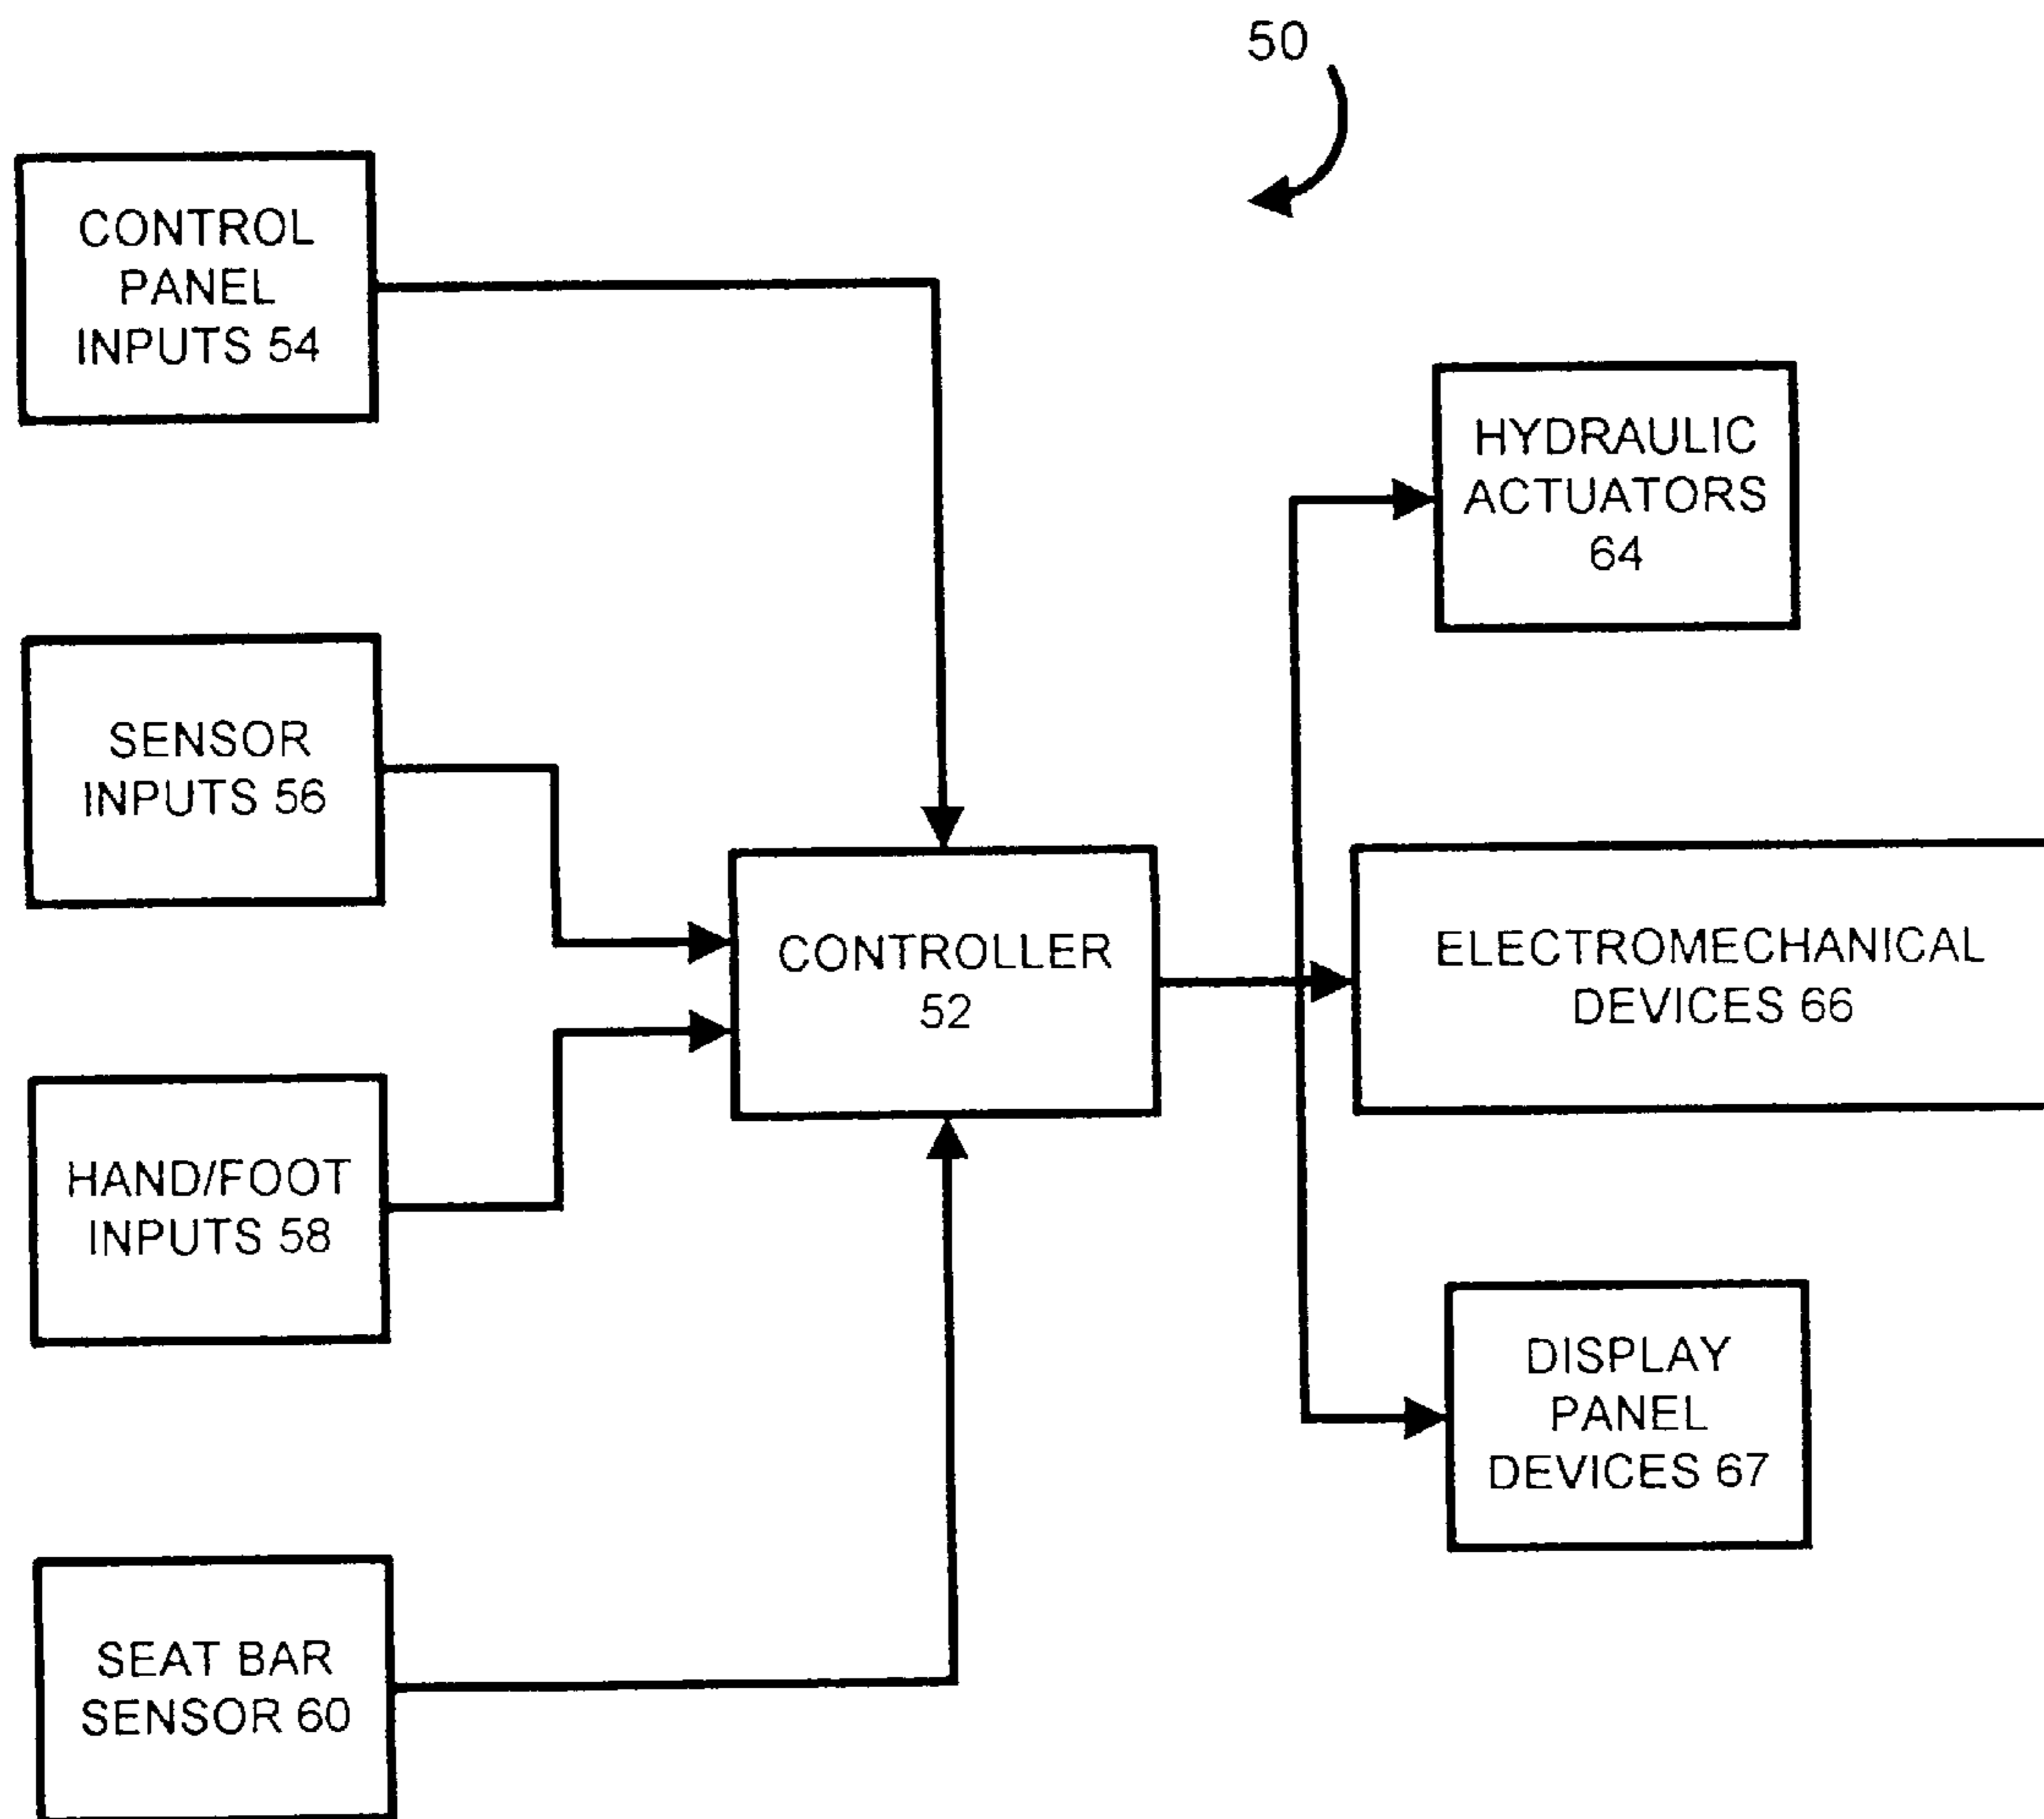 50
CONTROL
PANEL
INPUTS 54
HYDRAULIC
ACTUATORS
64
SENSOR
INPUTS 56
CONTROLLER
52
ELECTROMECHANICAL
DEVICES 66
HAND/FOOT
INPUTS 58
DISPLAY
PANEL
DEVICES 67
SEAT BAR
SENSOR 60